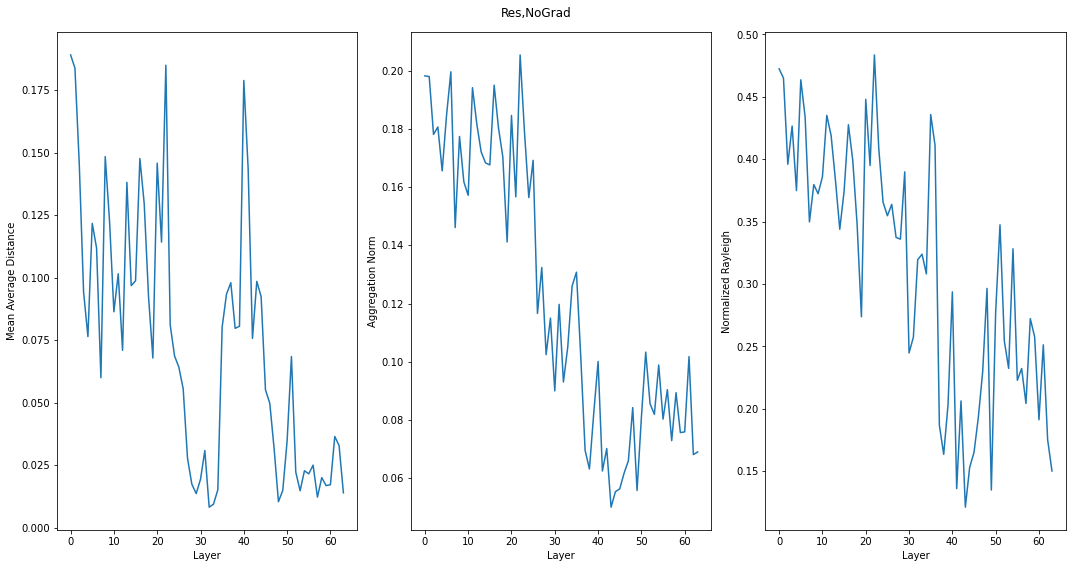 Res,NoGrad
Mean Average Distance
0.175
0.150
0.125
0.100
0.075
0.050
0.025
0.000
0 10 20 30 40 50 60
Layer
Aggregation Norm
0.20
0.18
0.16
0.14
0.12
0.10
0.08
0.06
0 10 20 30 40 50 60
Layer
Normalized Rayleigh
0.50
0.45
0.40
0.35
0.30
0.25
0.20
0.15
0 10 20 30 40 50 60
Layer